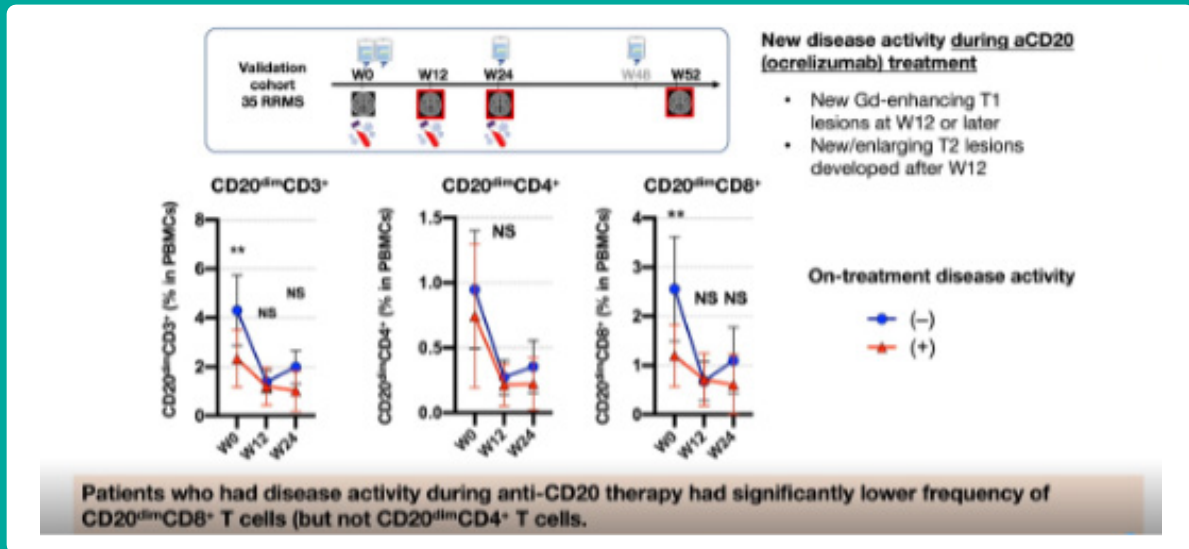 Validation
cohort
35 RRMS
W0
W12
W24
W48
W52
New disease activity during aCD20
(ocrelizumab) treatment
• New Gd-enhancing T1
lesions at W12 or later
• New/enlarging T2 lesions
developed after W12
CD20dimCD3+
CD20dimCD3+ (% in PBMCs)
8
6
4
2
0
**
NS
NS
W0
W12
W24
CD20dimCD4+
CD20dimCD4+ (% in PBMCs)
1.5
1.0
0.5
0.0
NS
W0
W12
W24
CD20dimCD8+
CD20dimCD8+ (% in PBMCs)
4
3
2
1
0
**
NS NS
W0
W12
W24
On-treatment disease activity
(–)
(+)
Patients who had disease activity during anti-CD20 therapy had significantly lower frequency of
CD20dimCD8+ T cells (but not CD20dimCD4+ T cells.